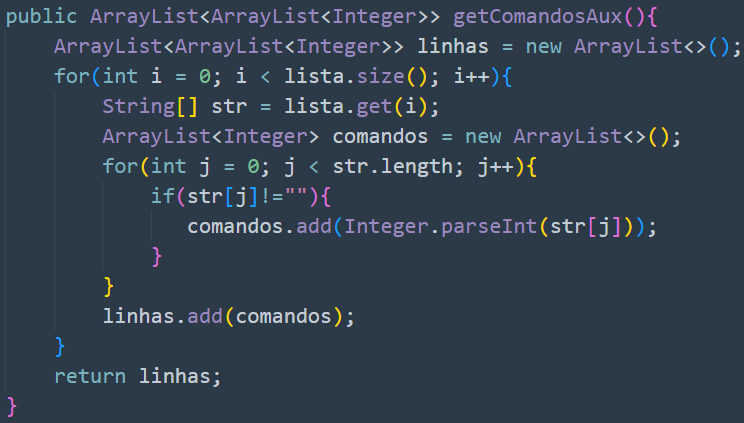 public ArrayList<ArrayList<Integer>> getComandosAux(){
    ArrayList<ArrayList<Integer>> linhas = new ArrayList<>();
    for(int i = 0; i < lista.size(); i++){
        String[] str = lista.get(i);
        ArrayList<Integer> comandos = new ArrayList<>();
        for(int j = 0; j < str.length; j++){
            if(str[j]!=""){
               comandos.add(Integer.parseInt(str[j]));
            }
        }
        linhas.add(comandos);
    }
    return linhas;
}